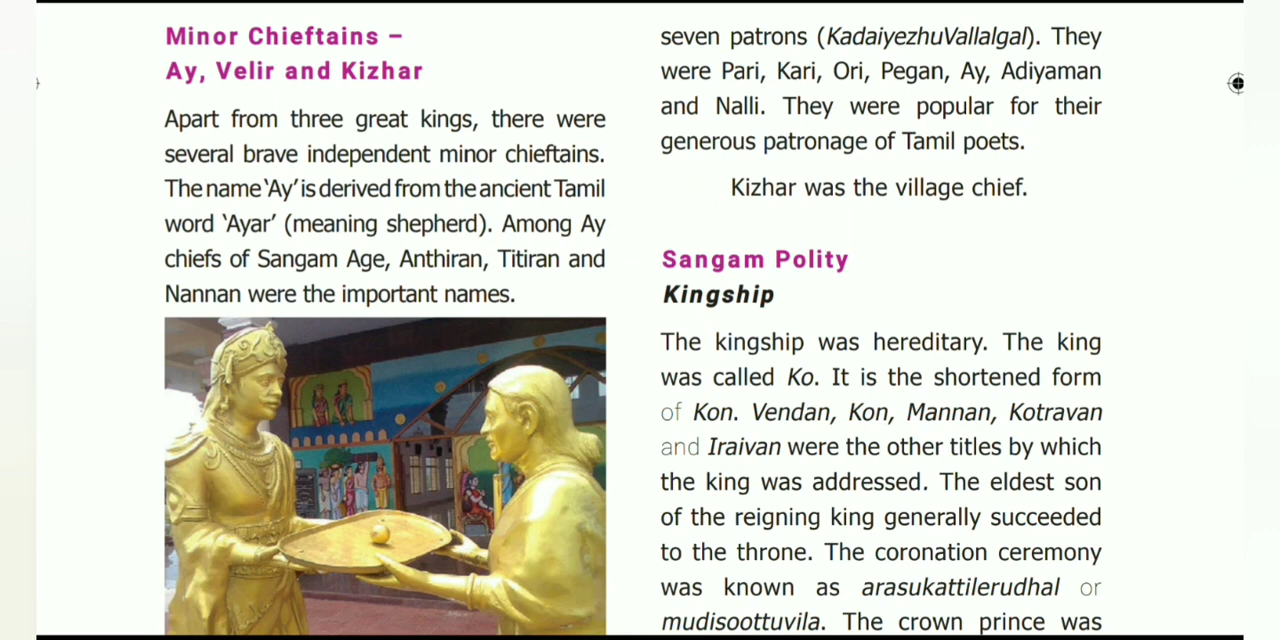 Minor Chieftains –
Ay, Velir and Kizhar
Apart from three great kings, there were
several brave independent minor chieftains.
The name ‘Ay’ is derived from the ancient Tamil
word ‘Ayar’ (meaning shepherd). Among Ay
chiefs of Sangam Age, Anthiran, Titiran and
Nannan were the important names.
seven patrons (KadaiyezhuVallalgal). They
were Pari, Kari, Ori, Pegan, Ay, Adiyaman
and Nalli. They were popular for their
generous patronage of Tamil poets.
Kizhar was the village chief.
Sangam Polity
Kingship
The kingship was hereditary. The king
was called Ko. It is the shortened form
of Kon. Vendan, Kon, Mannan, Kotravan
and Iraivan were the other titles by which
the king was addressed. The eldest son
of the reigning king generally succeeded
to the throne. The coronation ceremony
was known as arasukattilerudhal or
mudisoottuvila. The crown prince was